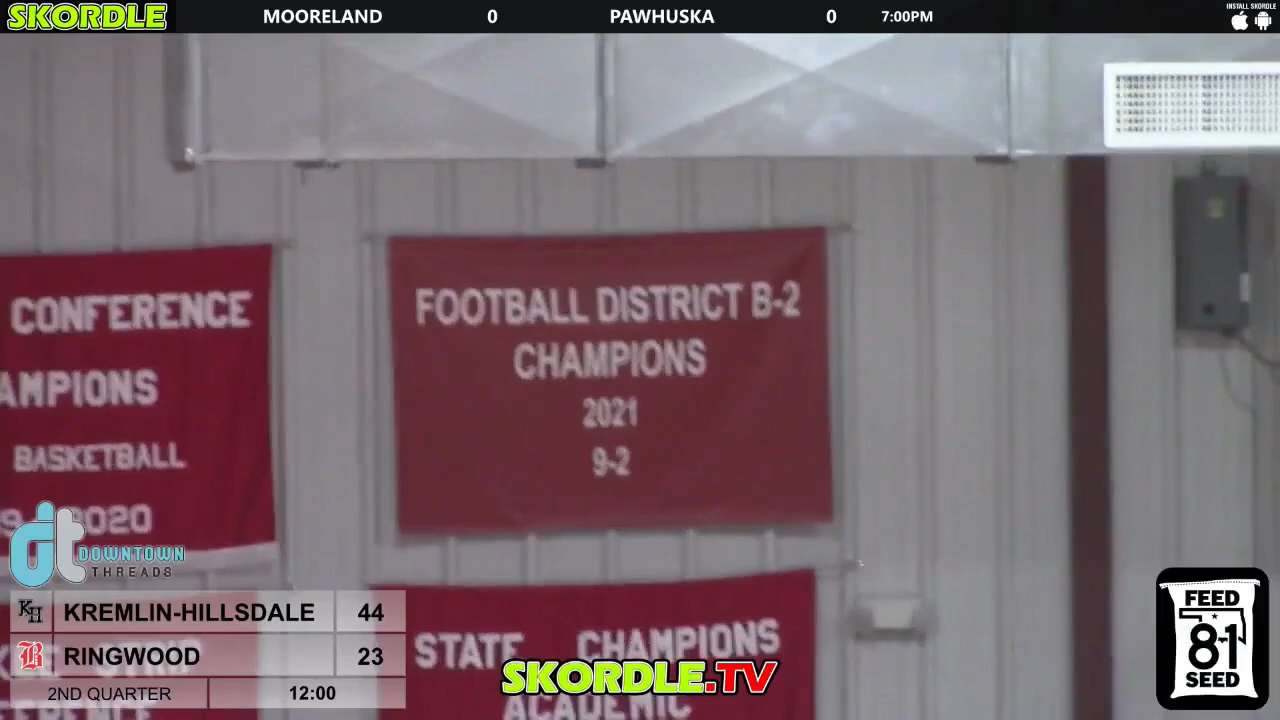 SKORDLE
MOORELAND 0 PAWHUSKA 0 7:00PM
INSTALL SKORDLE
FOOTBALL DISTRICT B-2
CHAMPIONS
2021
9-2
CONFERENCE
AMPIONS
BASKETBALL
2020
dt DOWNTOWN
THREADS
KH KREMLIN-HILLSDALE 44
R RINGWOOD 23
2ND QUARTER 12:00
STATE CHAMPIONS
ACADEMIC
SKORDLE.TV
FEED
81
SEED